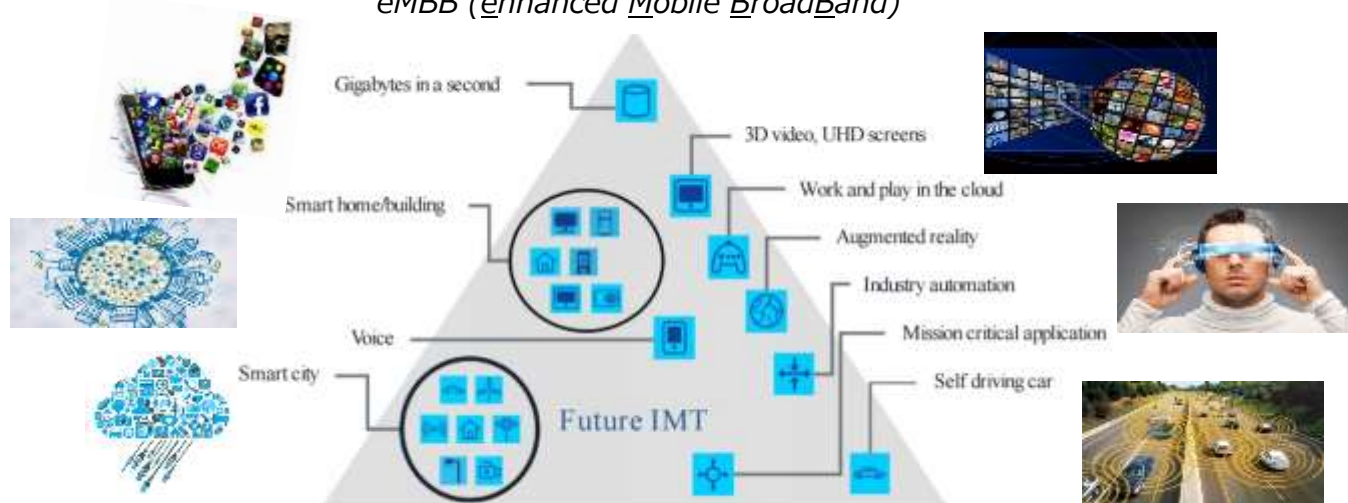 eMBB (enhanced Mobile BroadBand)
Gigabytes in a second
3D video, UHD screens
Work and play in the cloud
Smart home/building
Augmented reality
Industry automation
Voice
Mission critical application
Smart city
Self driving car
Future IMT